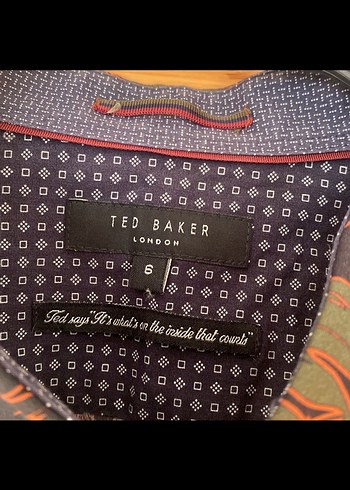 TED BAKER
LONDON
6
Ted says "It's what's on the inside that counts"